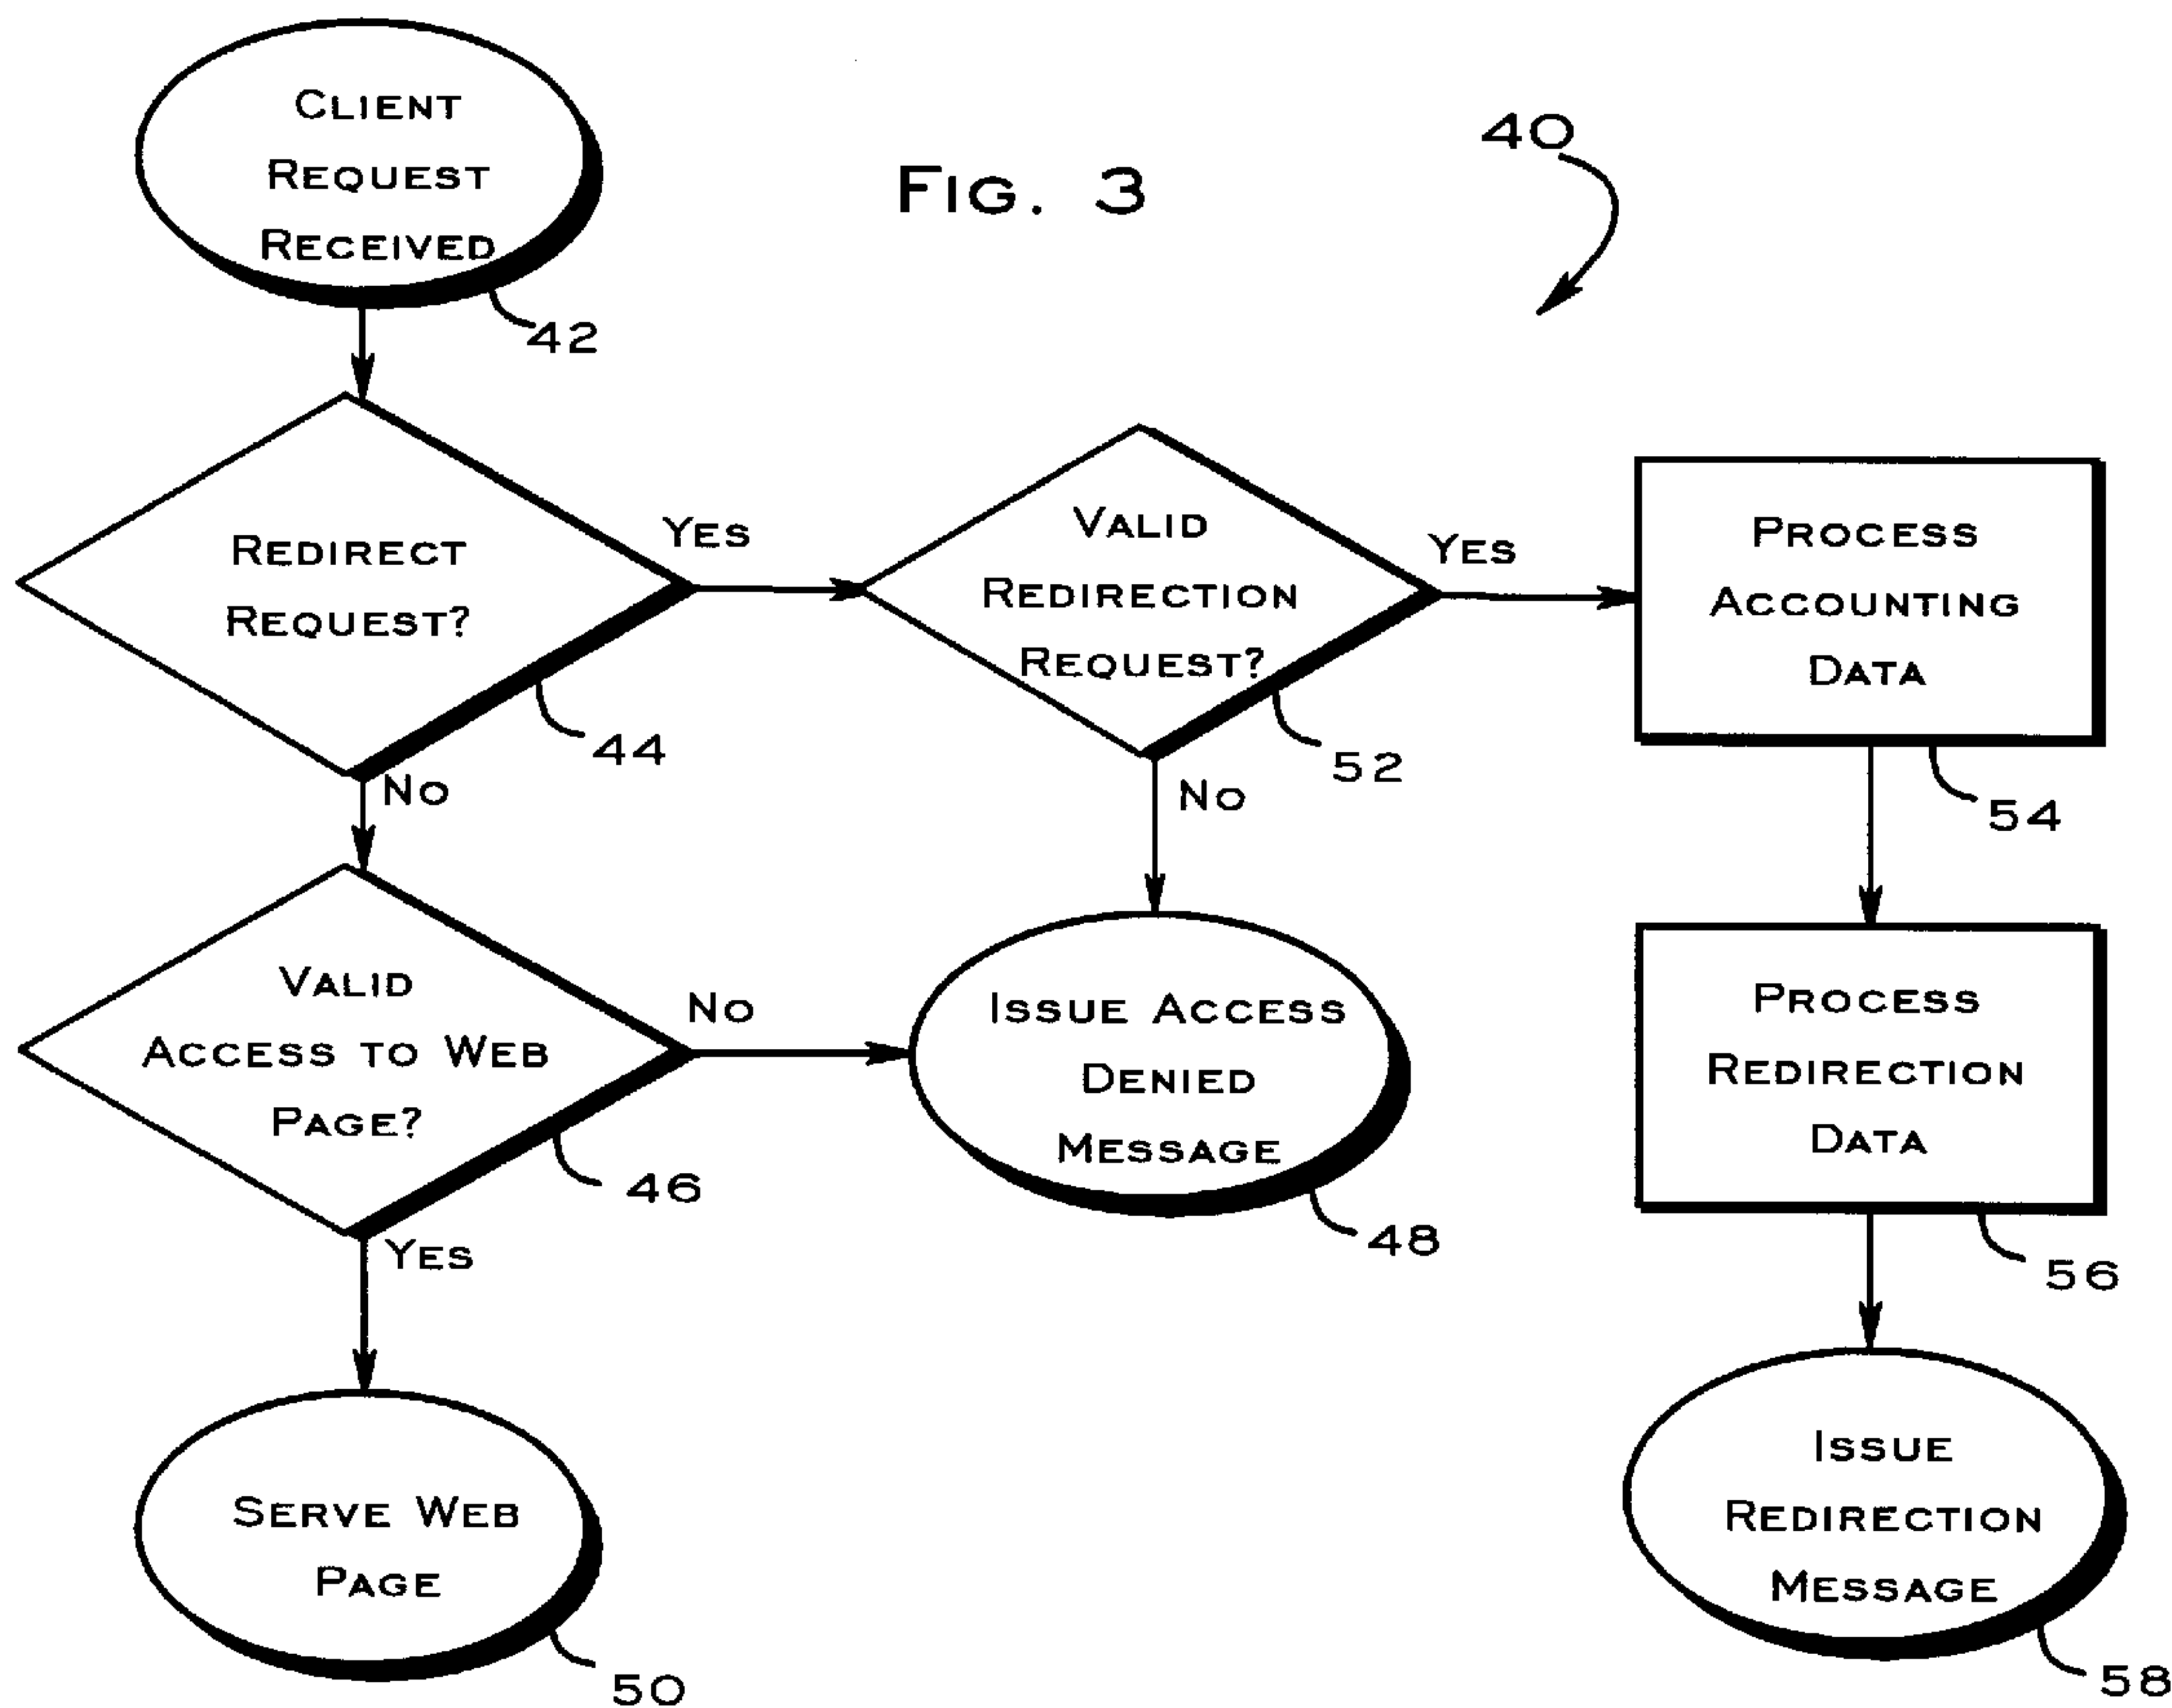 CLIENT
REQUEST
RECEIVED
42
FIG. 3
40
REDIRECT
REQUEST?
44
YES
NO
VALID
REDIRECTION
REQUEST?
52
YES
NO
PROCESS
ACCOUNTING
DATA
54
VALID
ACCESS TO WEB
PAGE?
46
NO
YES
ISSUE ACCESS
DENIED
MESSAGE
48
PROCESS
REDIRECTION
DATA
56
SERVE WEB
PAGE
50
ISSUE
REDIRECTION
MESSAGE
58